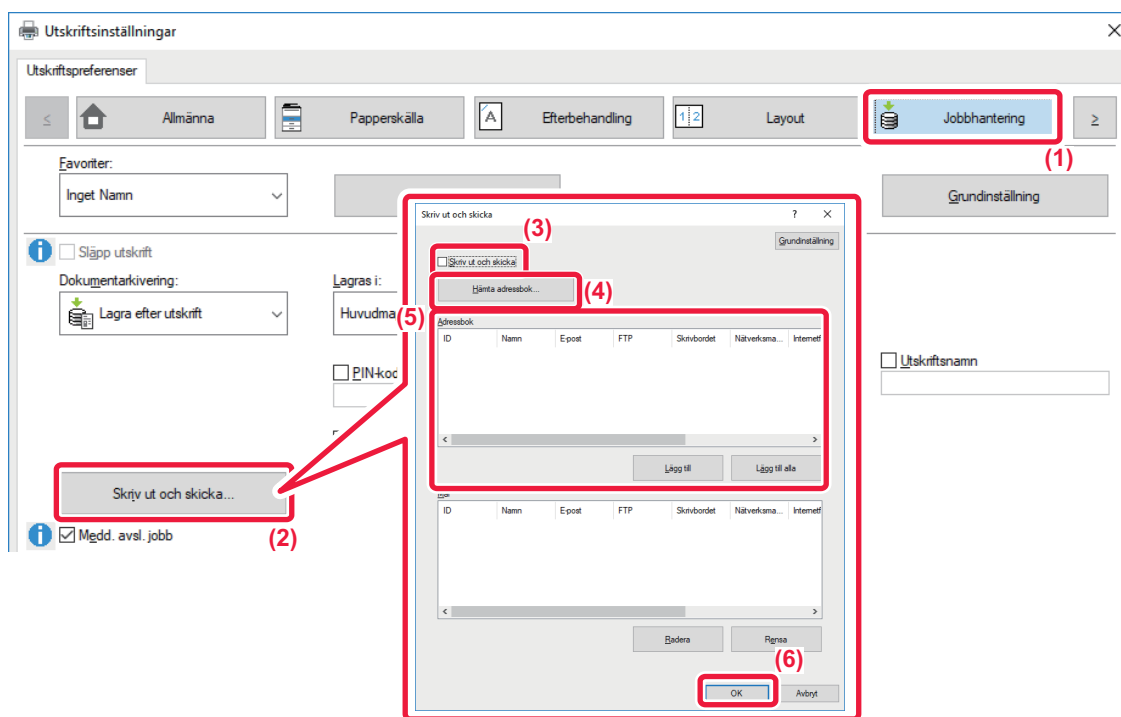 Utskriftsinställningar
Utskriftspreferenser
< Allmänna Papperskälla A Efterbehandling 1 2 Layout Jobbhantering >
(1)
Favoriter:
Inget Namn
Grundinställning
Skriv ut och skicka ? ×
(3)
Grundinställning
Släpp utskrift
Skriv ut och skicka
Dokumentarkivering:
Lagras i:
Hämta adressbok...
(4)
Lagra efter utskrift
Huvudma
(5)
Adressbok
ID Namn E-post FTP Skrivbordet Nätverksma... Internetf
PIN-kod
Utskriftsnamn
Lägg till Lägg till alla
Skriv ut och skicka...
(2)
Mål
ID Namn E-post FTP Skrivbordet Nätverksma... Internetf
Medd. avsl. jobb
Radera Rensa
(6)
OK Avbryt